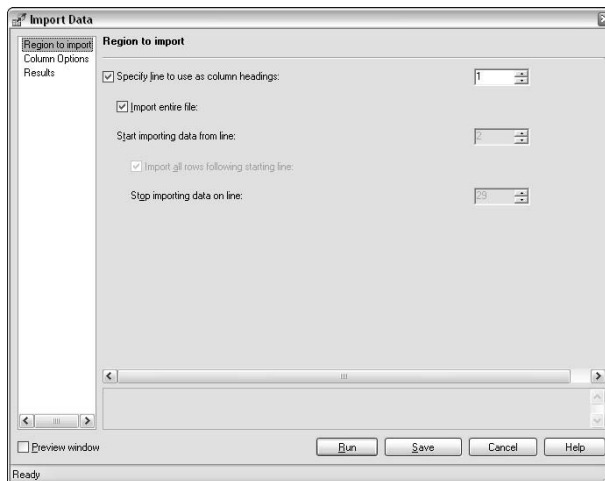 Import Data
Region to import
Column Options
Results
Region to import
Specify line to use as column headings:
1
Import entire file:
Start importing data from line:
2
Import all rows following starting line:
Stop importing data on line:
29
Preview window
Run
Save
Cancel
Help
Ready